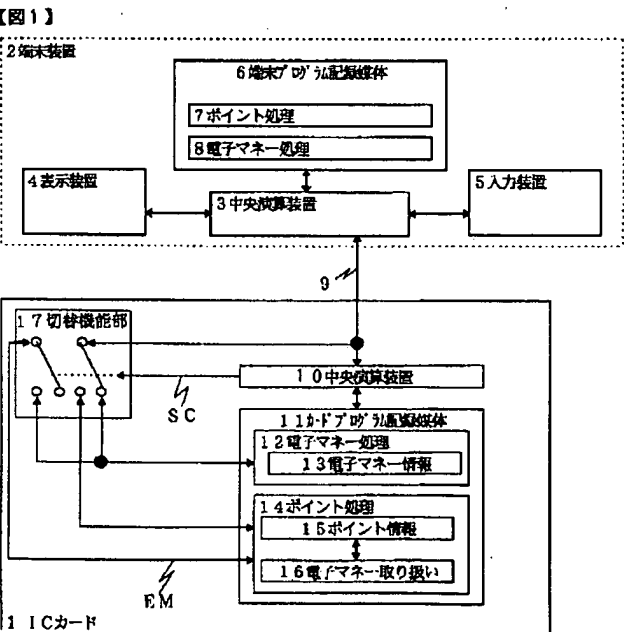 【図1】
2端末装置
6端末プログラム記録媒体
7ポイント処理
8電子マネー処理
4表示装置
3中央演算装置
5入力装置
9
17切替機能部
10中央演算装置
SC
11カードプログラム記録媒体
12電子マネー処理
13電子マネー情報
14ポイント処理
15ポイント情報
16電子マネー取り扱い
EM
1 ICカード